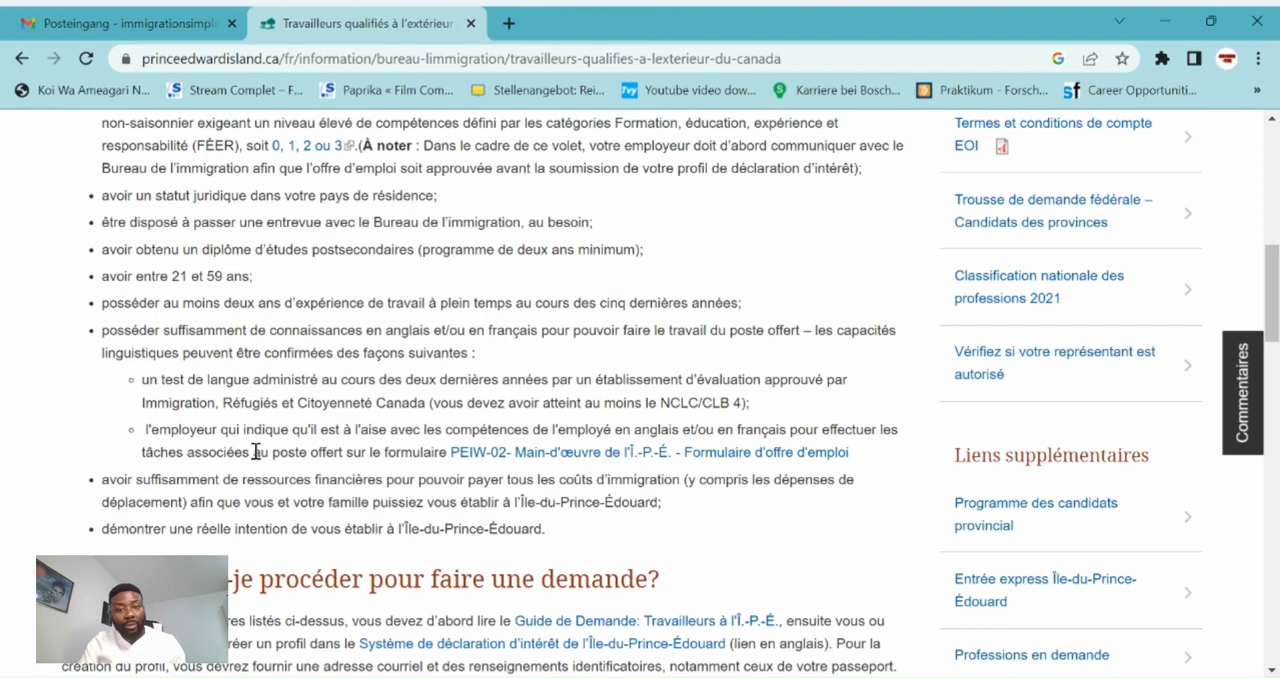 Posteingang - immigrationsimpl
Travailleurs qualifiés à l'extérieur
princeedwardisland.ca/fr/information/bureau-limmigration/travailleurs-qualifies-a-lexterieur-du-canada
Koi Wa Ameagari N...
Stream Complet – F...
Paprika « Film Com...
Stellenangebot: Rei...
Youtube video dow...
Karriere bei Bosch...
Praktikum - Forsch...
Career Opportuniti...
»
non-saisonnier exigeant un niveau élevé de compétences défini par les catégories Formation, éducation, expérience et
responsabilité (FÉER), soit 0, 1, 2 ou 3.(À noter : Dans le cadre de ce volet, votre employeur doit d'abord communiquer avec le
Bureau de l'immigration afin que l'offre d'emploi soit approuvée avant la soumission de votre profil de déclaration d'intérêt);
• avoir un statut juridique dans votre pays de résidence;
• être disposé à passer une entrevue avec le Bureau de l'immigration, au besoin;
• avoir obtenu un diplôme d'études postsecondaires (programme de deux ans minimum);
• avoir entre 21 et 59 ans;
• posséder au moins deux ans d'expérience de travail à plein temps au cours des cinq dernières années;
• posséder suffisamment de connaissances en anglais et/ou en français pour pouvoir faire le travail du poste offert – les capacités
linguistiques peuvent être confirmées des façons suivantes :
◦ un test de langue administré au cours des deux dernières années par un établissement d'évaluation approuvé par
Immigration, Réfugiés et Citoyenneté Canada (vous devez avoir atteint au moins le NCLC/CLB 4);
◦ l'employeur qui indique qu'il est à l'aise avec les compétences de l'employé en anglais et/ou en français pour effectuer les
tâches associées au poste offert sur le formulaire PEIW-02- Main-d'œuvre de l'Î.-P.-É. - Formulaire d'offre d'emploi
• avoir suffisamment de ressources financières pour pouvoir payer tous les coûts d'immigration (y compris les dépenses de
déplacement) afin que vous et votre famille puissiez vous établir à l'Île-du-Prince-Édouard;
• démontrer une réelle intention de vous établir à l'Île-du-Prince-Édouard.
-je procéder pour faire une demande?
res listés ci-dessus, vous devez d'abord lire le Guide de Demande: Travailleurs à l'Î.-P.-É., ensuite vous ou
réer un profil dans le Système de déclaration d'intérêt de l'Île-du-Prince-Édouard (lien en anglais). Pour la
création du profil, vous devrez fournir une adresse courriel et des renseignements identificatoires, notamment ceux de votre passeport.
Termes et conditions de compte
EOI
Trousse de demande fédérale –
Candidats des provinces
Classification nationale des
professions 2021
Vérifiez si votre représentant est
autorisé
Liens supplémentaires
Programme des candidats
provincial
Entrée express Île-du-Prince-
Édouard
Professions en demande
Commentaires